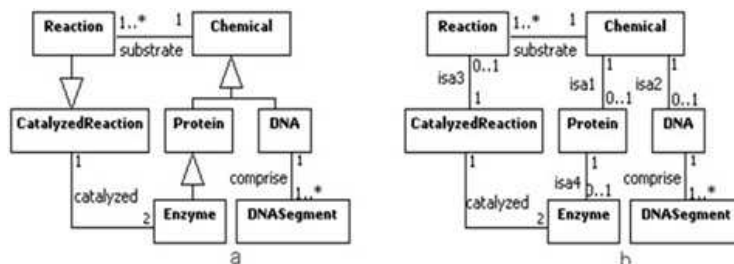 Reaction 1..* 1 Chemical
substrate
CatalyzedReaction Protein DNA
1 1
catalyzed comprise
2 1..*
Enzyme DNASegment
a
Reaction 1..* 1 Chemical
substrate
0..1 1 1
isa3 isa1 isa2
1 0..1 0..1
CatalyzedReaction Protein DNA
1 1 1
isa4 comprise
catalyzed 0..1 1..*
2
Enzyme DNASegment
b